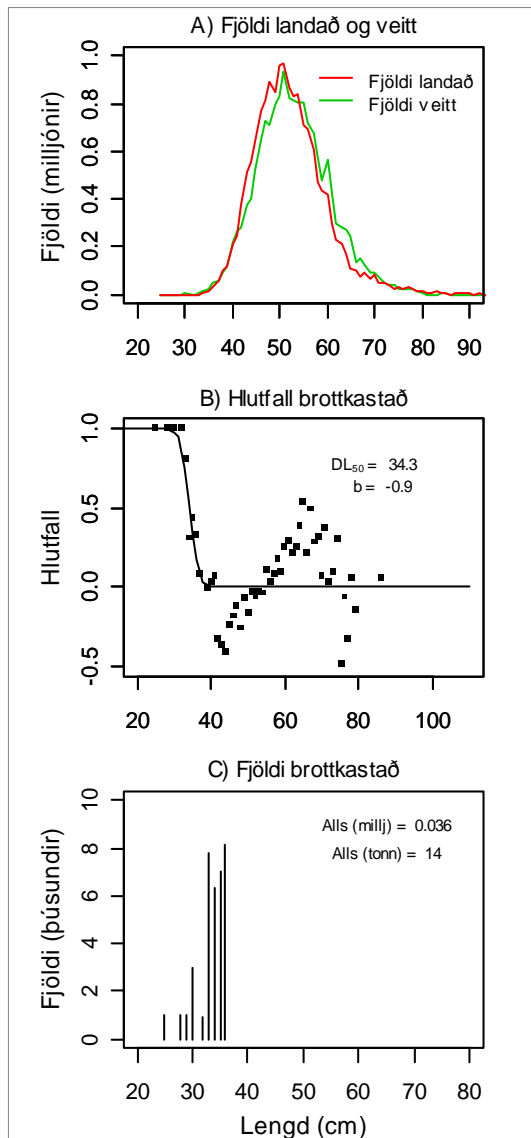 A) Fjöldi landað og veitt
Fjöldi (milljónir)
1.0
0.8
0.6
0.4
0.2
0.0
Fjöldi landað
Fjöldi veitt
20 30 40 50 60 70 80 90
B) Hlutfall brottkastað
Hlutfall
1.0
0.5
0.0
-0.5
DL50 = 34.3
b = -0.9
20 40 60 80 100
C) Fjöldi brottkastað
Fjöldi (þúsundir)
10
8
6
4
2
0
Alls (millj) = 0.036
Alls (tonn) = 14
20 30 40 50 60 70 80
Lengd (cm)